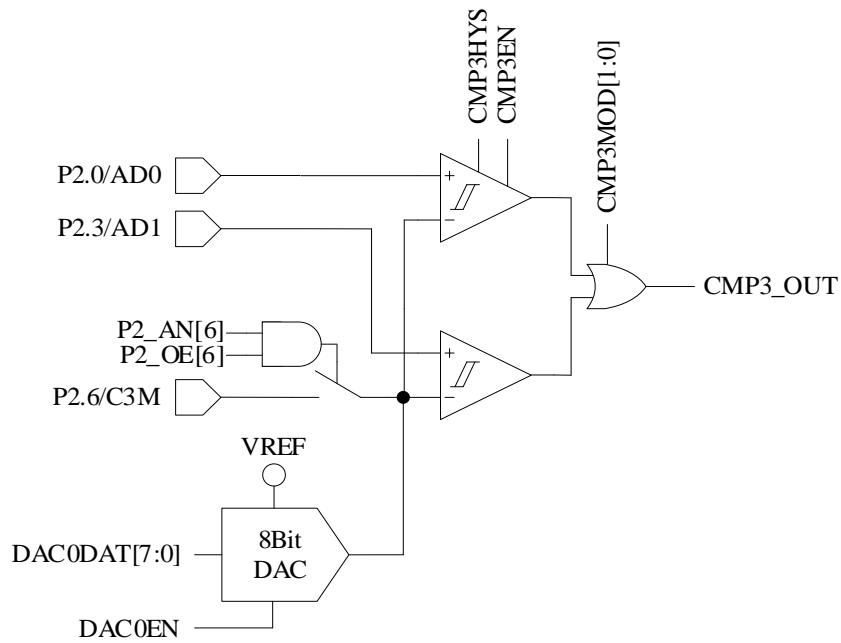 CMP3HYS
CMP3EN
CMP3MOD[1:0]
P2.0/AD0
+
P2.3/AD1
−
CMP3_OUT
P2_AN[6]
P2_OE[6]
+
P2.6/C3M
−
VREF
DAC0DAT[7:0]
8Bit
DAC
DAC0EN